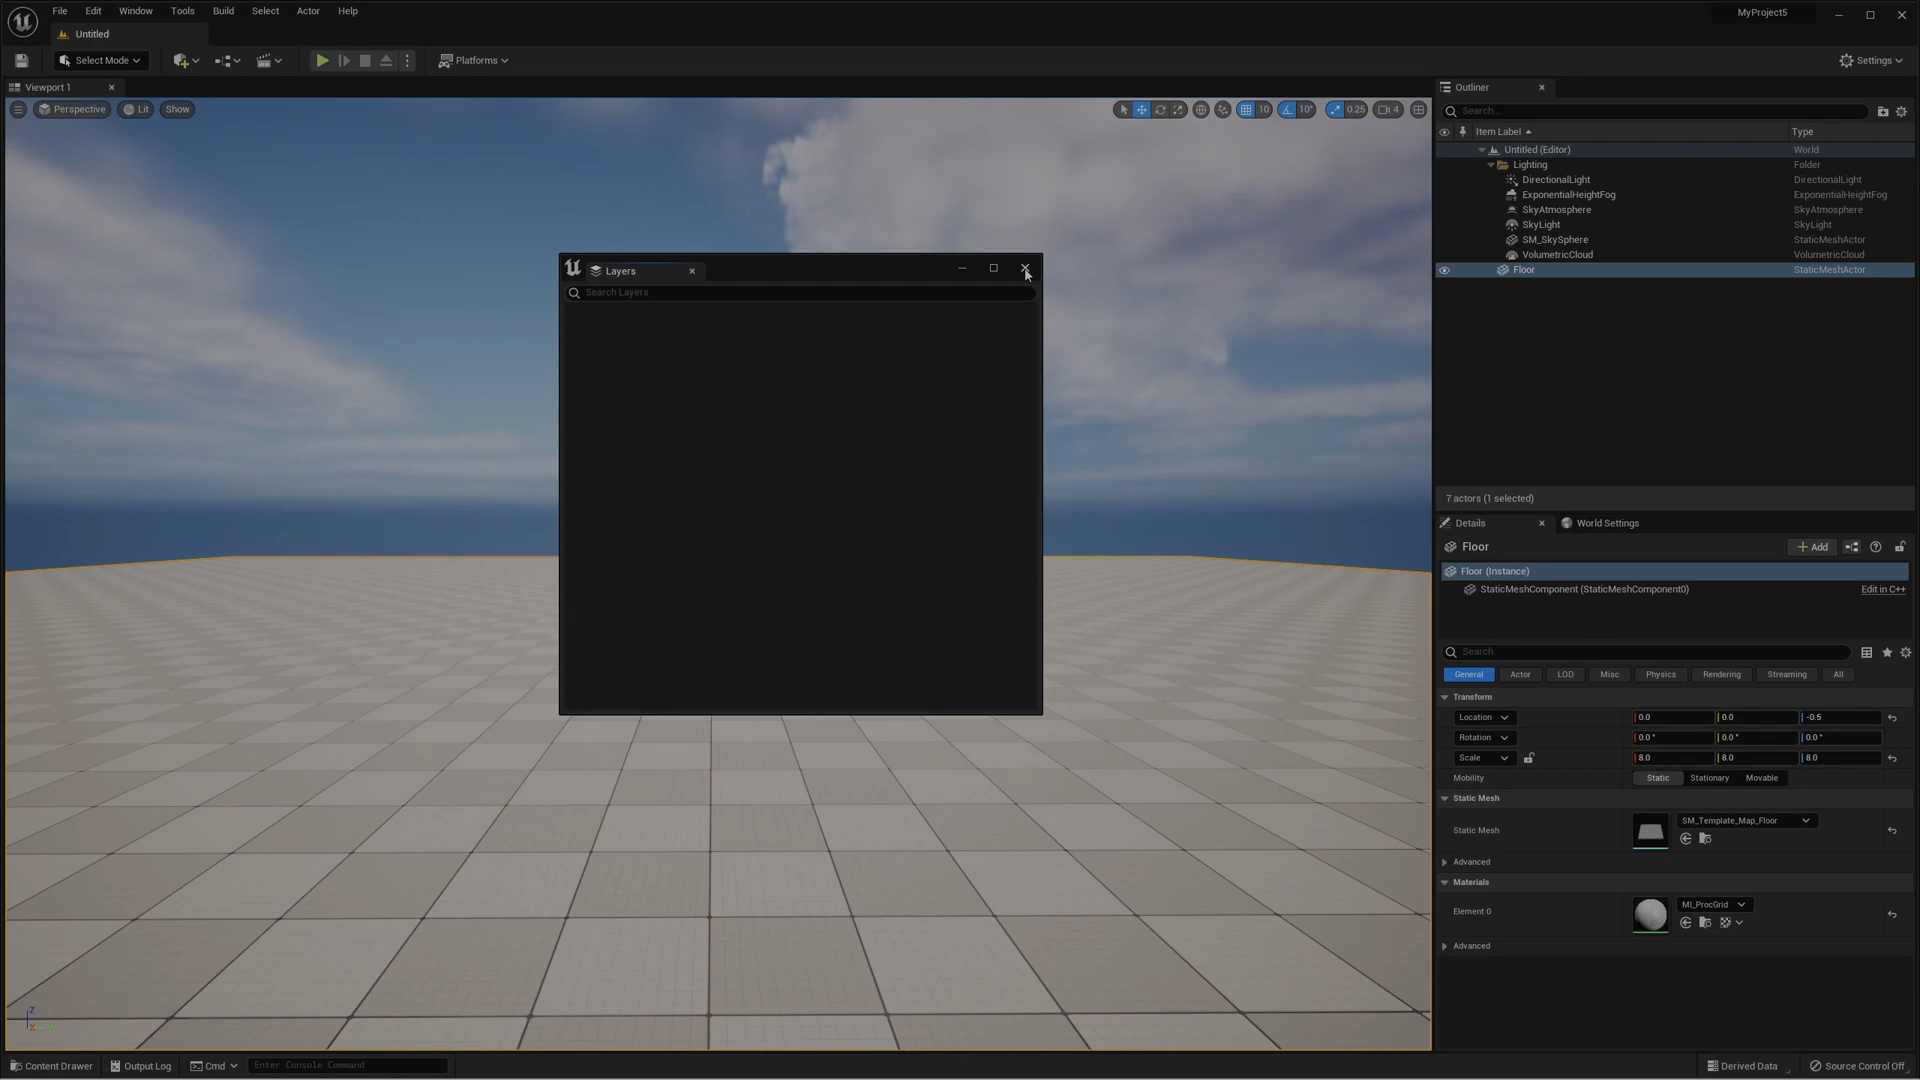 File Edit Window Tools Build Select Actor Help
MyProject5
Untitled
Select Mode
Platforms
Settings
Viewport 1
Perspective
Lit
Show
10
10°
0.25
4
Outliner
Search...
Item Label
Type
Untitled (Editor)
World
Lighting
Folder
DirectionalLight
DirectionalLight
ExponentialHeightFog
ExponentialHeightFog
SkyAtmosphere
SkyAtmosphere
SkyLight
SkyLight
SM_SkySphere
StaticMeshActor
VolumetricCloud
VolumetricCloud
Floor
StaticMeshActor
Layers
Search Layers
7 actors (1 selected)
Details
World Settings
Floor
Add
Floor (Instance)
StaticMeshComponent (StaticMeshComponent0)
Edit in C++
Search
General Actor LOD Misc Physics Rendering Streaming All
Transform
Location
0.0 0.0 -0.5
Rotation
0.0 ° 0.0 ° 0.0 °
Scale
8.0 8.0 8.0
Mobility
Static Stationary Movable
Static Mesh
Static Mesh
SM_Template_Map_Floor
Advanced
Materials
Element 0
MI_ProcGrid
Advanced
Z
X
Y
Content Drawer
Output Log
Cmd
Enter Console Command
Derived Data
Source Control Off